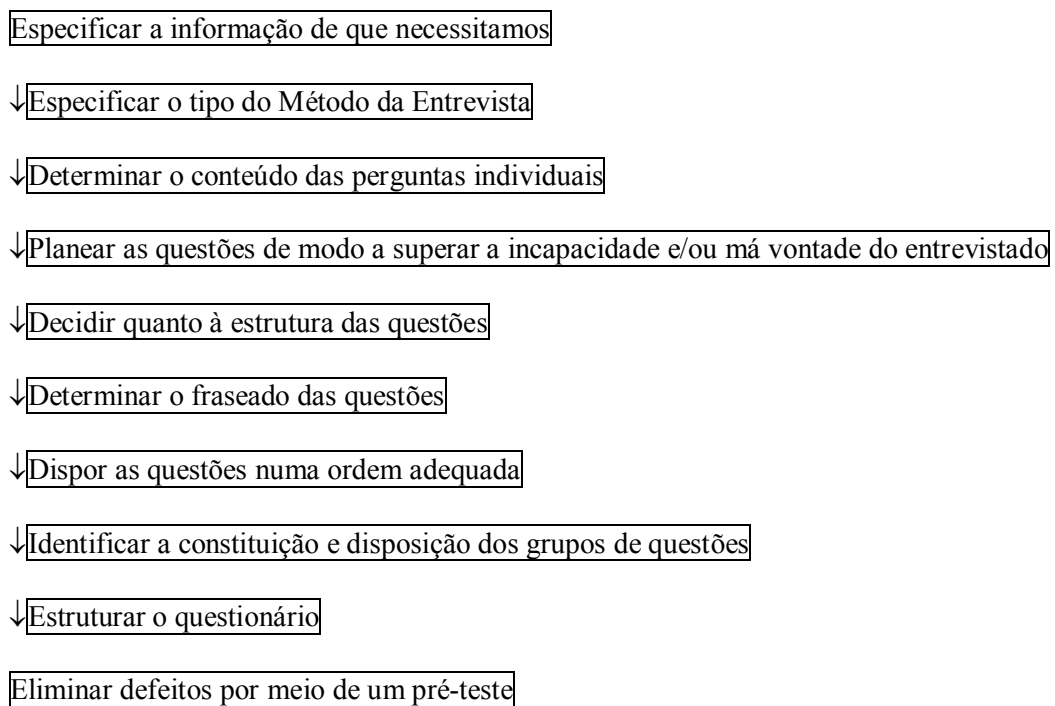 Especificar a informação de que necessitamos
↓Especificar o tipo do Método da Entrevista
↓Determinar o conteúdo das perguntas individuais
↓Planear as questões de modo a superar a incapacidade e/ou má vontade do entrevistado
↓Decidir quanto à estrutura das questões
↓Determinar o fraseado das questões
↓Dispor as questões numa ordem adequada
↓Identificar a constituição e disposição dos grupos de questões
↓Estruturar o questionário
Eliminar defeitos por meio de um pré-teste